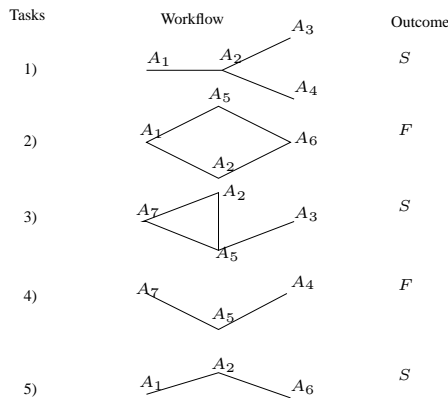 Tasks Workflow Outcome
A₃
1) A₁ A₂ S
A₄
A₅
2) A₁ A₆ F
A₂
A₂
3) A₇ A₃ S
A₅
4) A₇ A₄ F
A₅
A₂
5) A₁ A₆ S